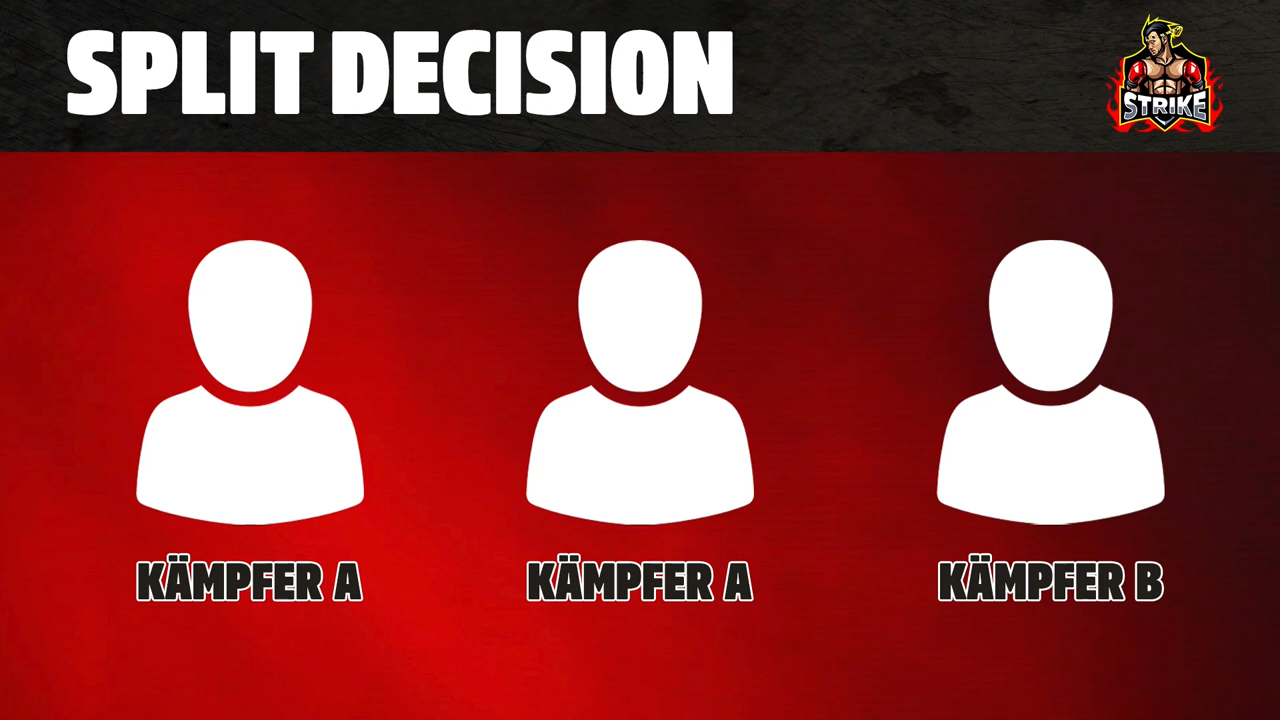 SPLIT DECISION
STRIKE
KÄMPFER A
KÄMPFER A
KÄMPFER B